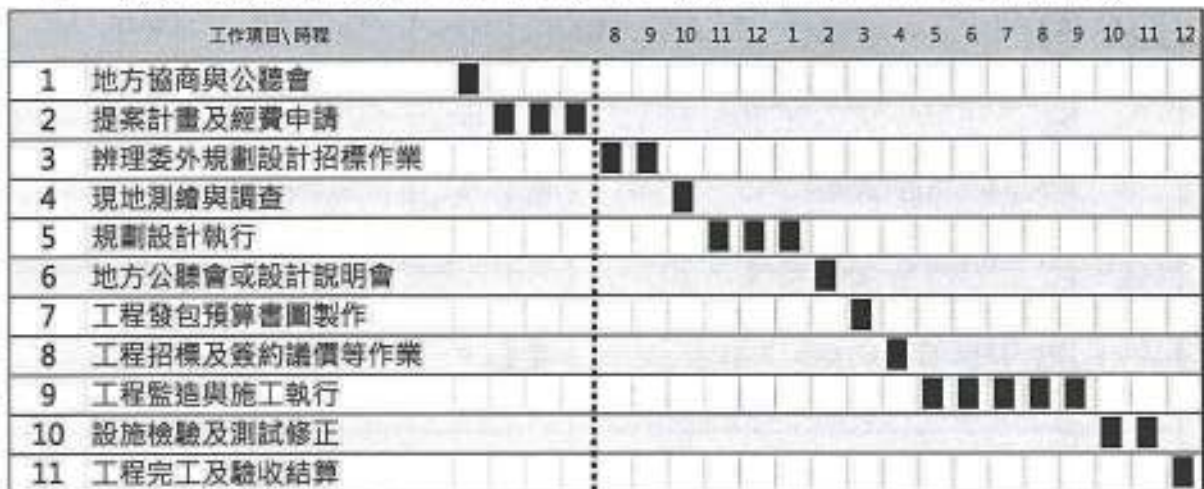 工作項目\時程 8 9 10 11 12 1 2 3 4 5 6 7 8 9 10 11 12
1 地方協商與公聽會
2 提案計畫及經費申請
3 辨理委外規劃設計招標作業
4 現地測繪與調查
5 規劃設計執行
6 地方公聽會或設計說明會
7 工程發包預算書圖製作
8 工程招標及簽約議價等作業
9 工程監造與施工執行
10 設施檢驗及測試修正
11 工程完工及驗收結算